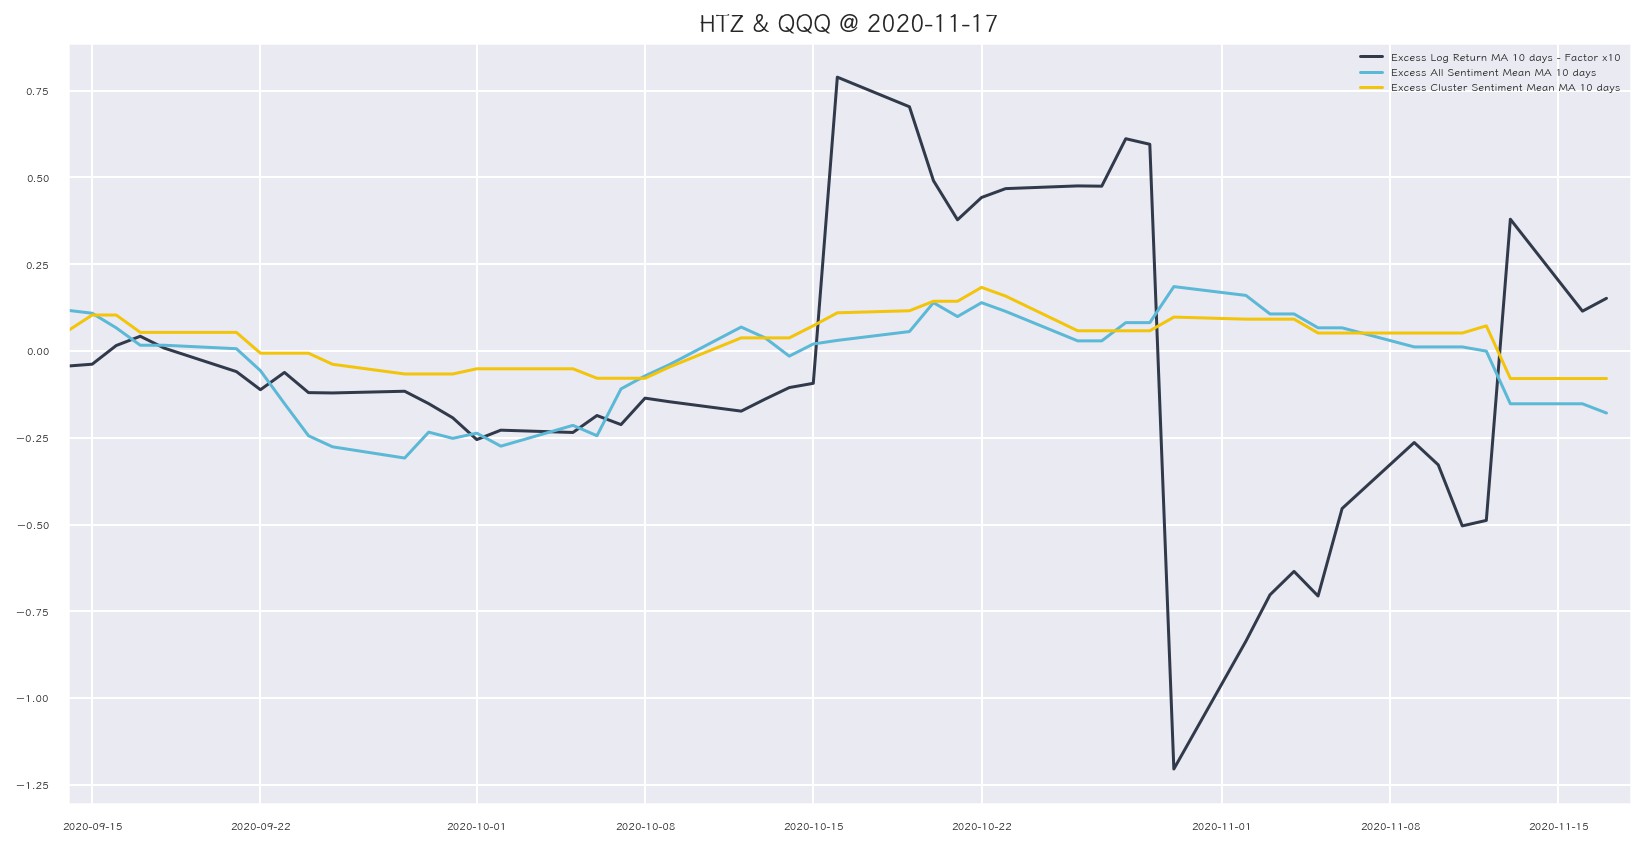 HTZ & QQQ @ 2020-11-17
Excess Log Return MA 10 days - Factor x10
Excess All Sentiment Mean MA 10 days
Excess Cluster Sentiment Mean MA 10 days
0.75
0.50
0.25
0.00
−0.25
−0.50
−0.75
−1.00
−1.25
2020-09-15 2020-09-22 2020-10-01 2020-10-08 2020-10-15 2020-10-22 2020-11-01 2020-11-08 2020-11-15